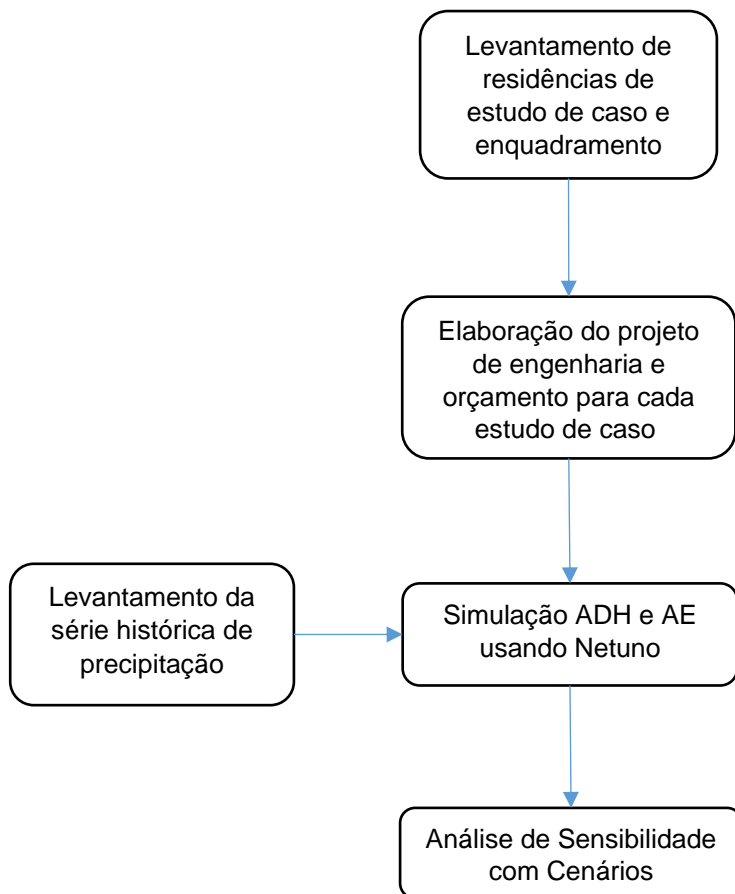 Levantamento de
residências de
estudo de caso e
enquadramento
Elaboração do projeto
de engenharia e
orçamento para cada
estudo de caso
Levantamento da
série histórica de
precipitação
Simulação ADH e AE
usando Netuno
Análise de Sensibilidade
com Cenários